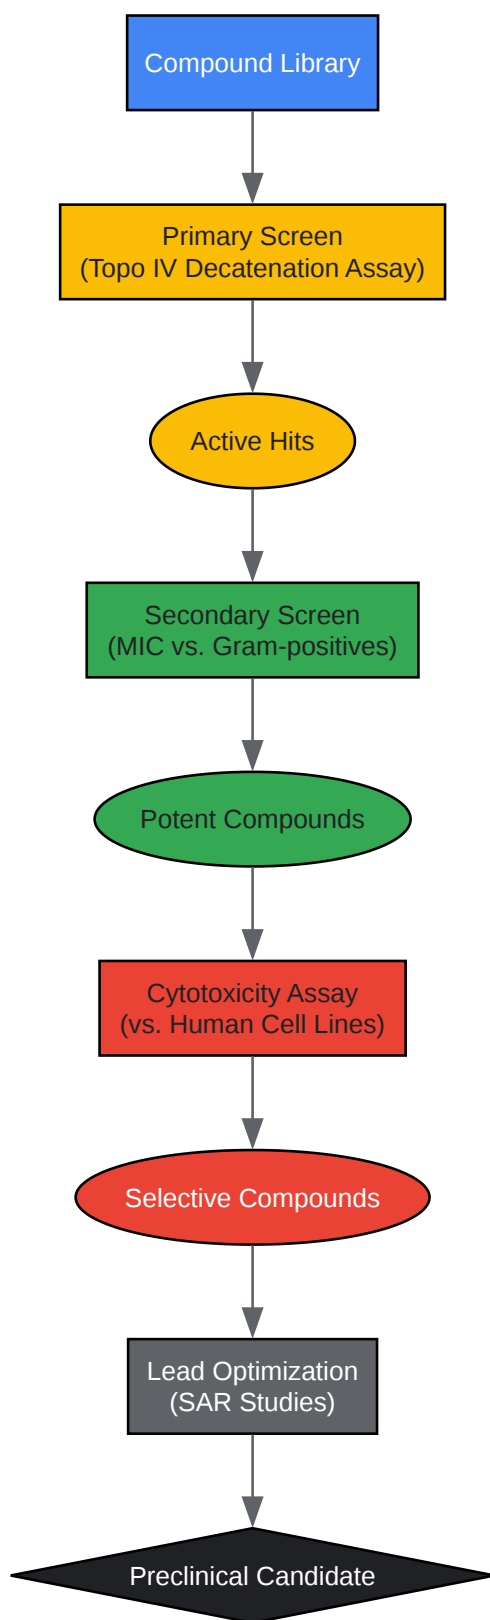 Compound Library
Primary Screen
(Topo IV Decatenation Assay)
Active Hits
Secondary Screen
(MIC vs. Gram-positives)
Potent Compounds
Cytotoxicity Assay
(vs. Human Cell Lines)
Selective Compounds
Lead Optimization
(SAR Studies)
Preclinical Candidate